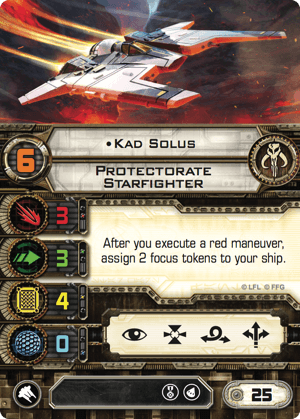 • Kad Solus
6
Protectorate
Starfighter
3
After you execute a red maneuver,
assign 2 focus tokens to your ship.
3
© LFL © FFG
4
0
25